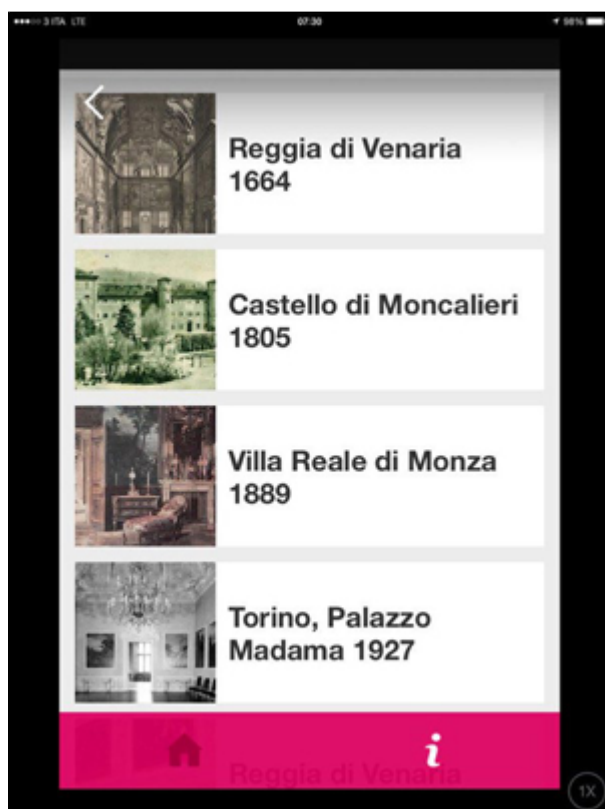 3 ITA LTE 07:30 98%
Reggia di Venaria
1664
Castello di Moncalieri
1805
Villa Reale di Monza
1889
Torino, Palazzo
Madama 1927
i
Reggia di Venaria
1X